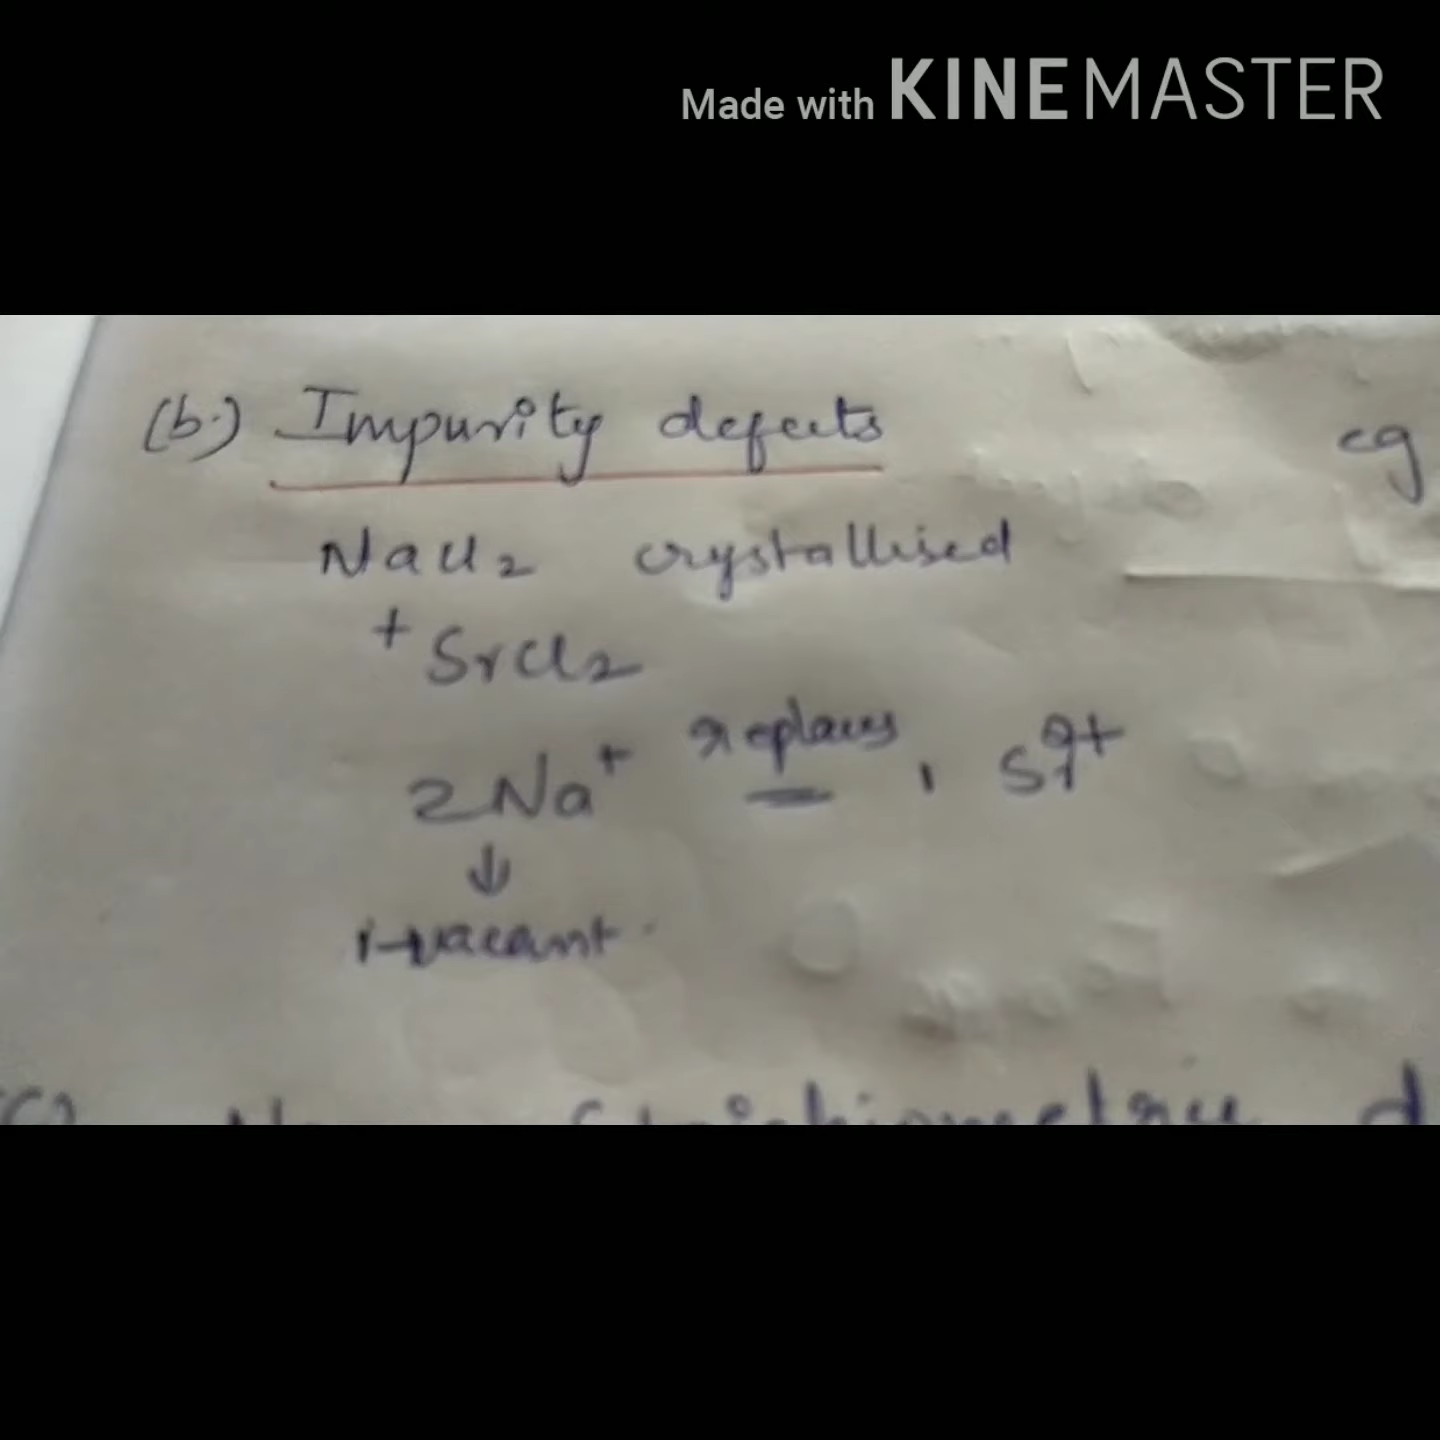 Made with KINEMASTER
(b.) Impurity defects
eg
NaCl2 crystallised
+ SrCl2
2Na+ replaces 1 Sr2+
↓
1-vacant.